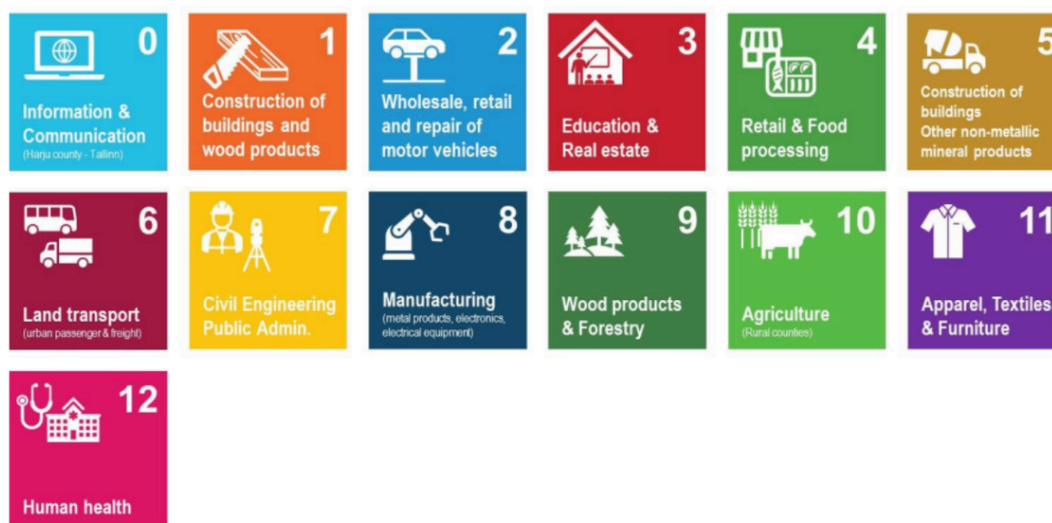 0
Information &
Communication
(Harju county - Tallinn)
1
Construction of
buildings and
wood products
2
Wholesale, retail
and repair of
motor vehicles
3
Education &
Real estate
4
Retail & Food
processing
5
Construction of
buildings
Other non-metallic
mineral products
6
Land transport
(urban passenger & freight)
7
Civil Engineering
Public Admin.
8
Manufacturing
(metal products, electronics,
electrical equipment)
9
Wood products
& Forestry
10
Agriculture
(Rural counties)
11
Apparel, Textiles
& Furniture
12
Human health